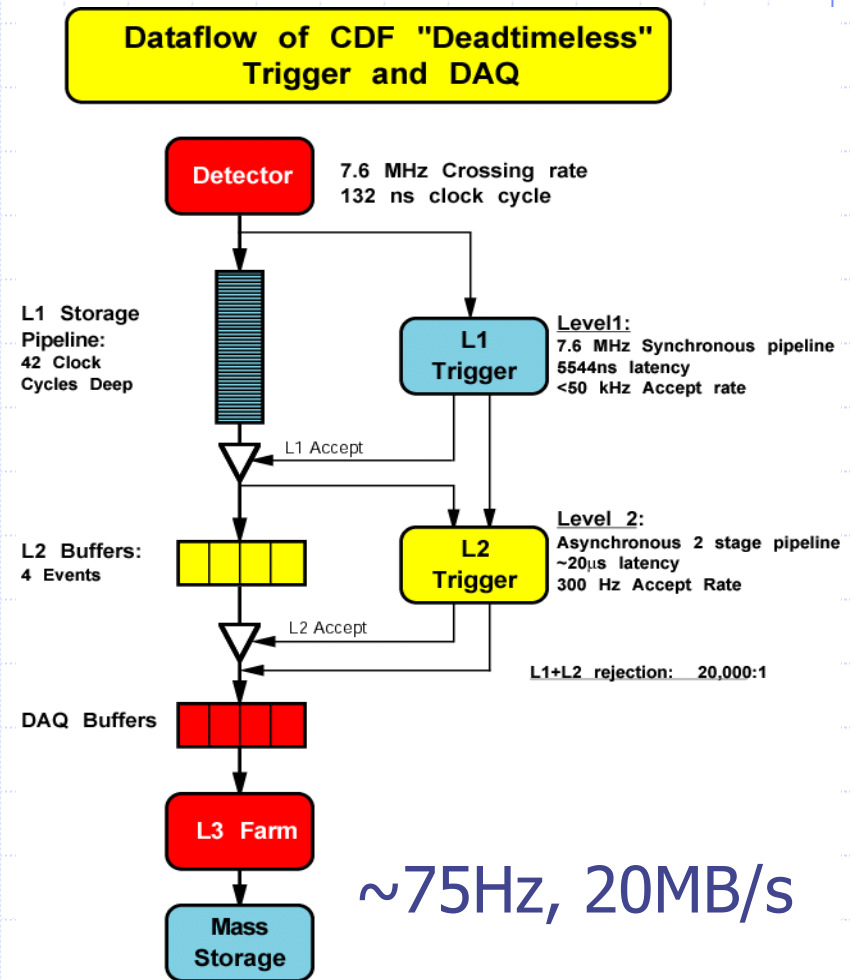 Dataflow of CDF "Deadtimeless"
Trigger and DAQ
Detector
7.6 MHz Crossing rate
132 ns clock cycle
L1 Storage
Pipeline:
42 Clock
Cycles Deep
L1
Trigger
Level1:
7.6 MHz Synchronous pipeline
5544ns latency
<50 kHz Accept rate
L1 Accept
L2 Buffers:
4 Events
L2
Trigger
Level 2:
Asynchronous 2 stage pipeline
~20μs latency
300 Hz Accept Rate
L2 Accept
L1+L2 rejection: 20,000:1
DAQ Buffers
L3 Farm
~75Hz, 20MB/s
Mass
Storage